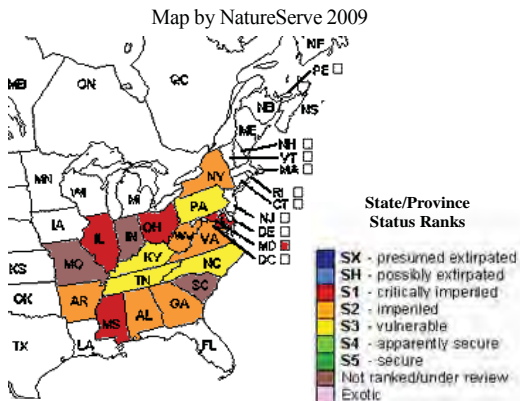 Map by NatureServe 2009
NF
PE
QC
MB
ON
NB
NS
ME
NH
VT
MA
MN
WI
MI
NY
RI
CT
PA
NJ
DE
MD
DC
IA
IL
IN
OH
WV
VA
KS
MO
KY
NC
TN
OK
AR
SC
MS
AL
GA
TX
LA
FL
State/Province
Status Ranks
SX - presumed extirpated
SH - possibly extirpated
S1 - critically imperiled
S2 - imperiled
S3 - vulnerable
S4 - apparently secure
S5 - secure
Not ranked/under review
Exotic